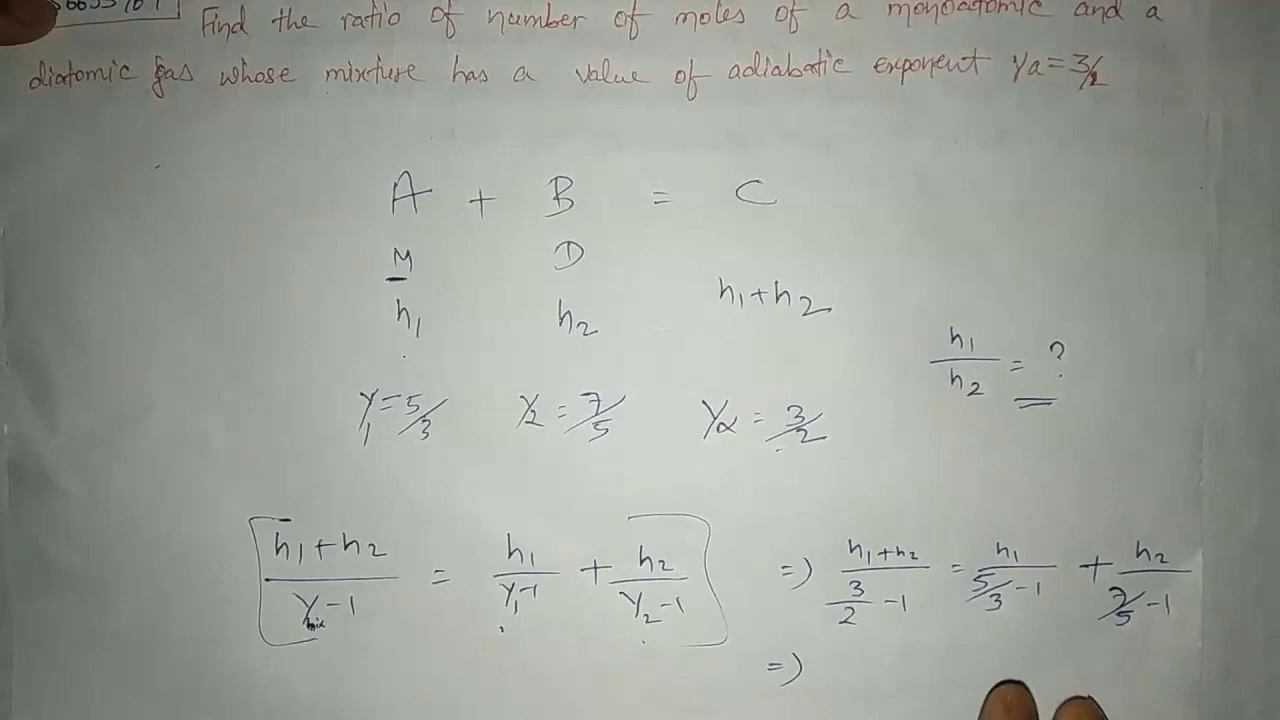 Find the ratio of number of moles of a monoatomic and a
diatomic gas whose mixture has a value of adiabatic exponent γa = 3/2
A + B = C
M D
n1 n2 n1+n2
n1/n2 = ?
γ1 = 5/3 γ2 = 7/5 γα = 3/2
[(n1+n2)/(γmix-1) = n1/(γ1-1) + n2/(γ2-1)] => (n1+n2)/(3/2-1) = n1/(5/3-1) + n2/(7/5-1)
=>